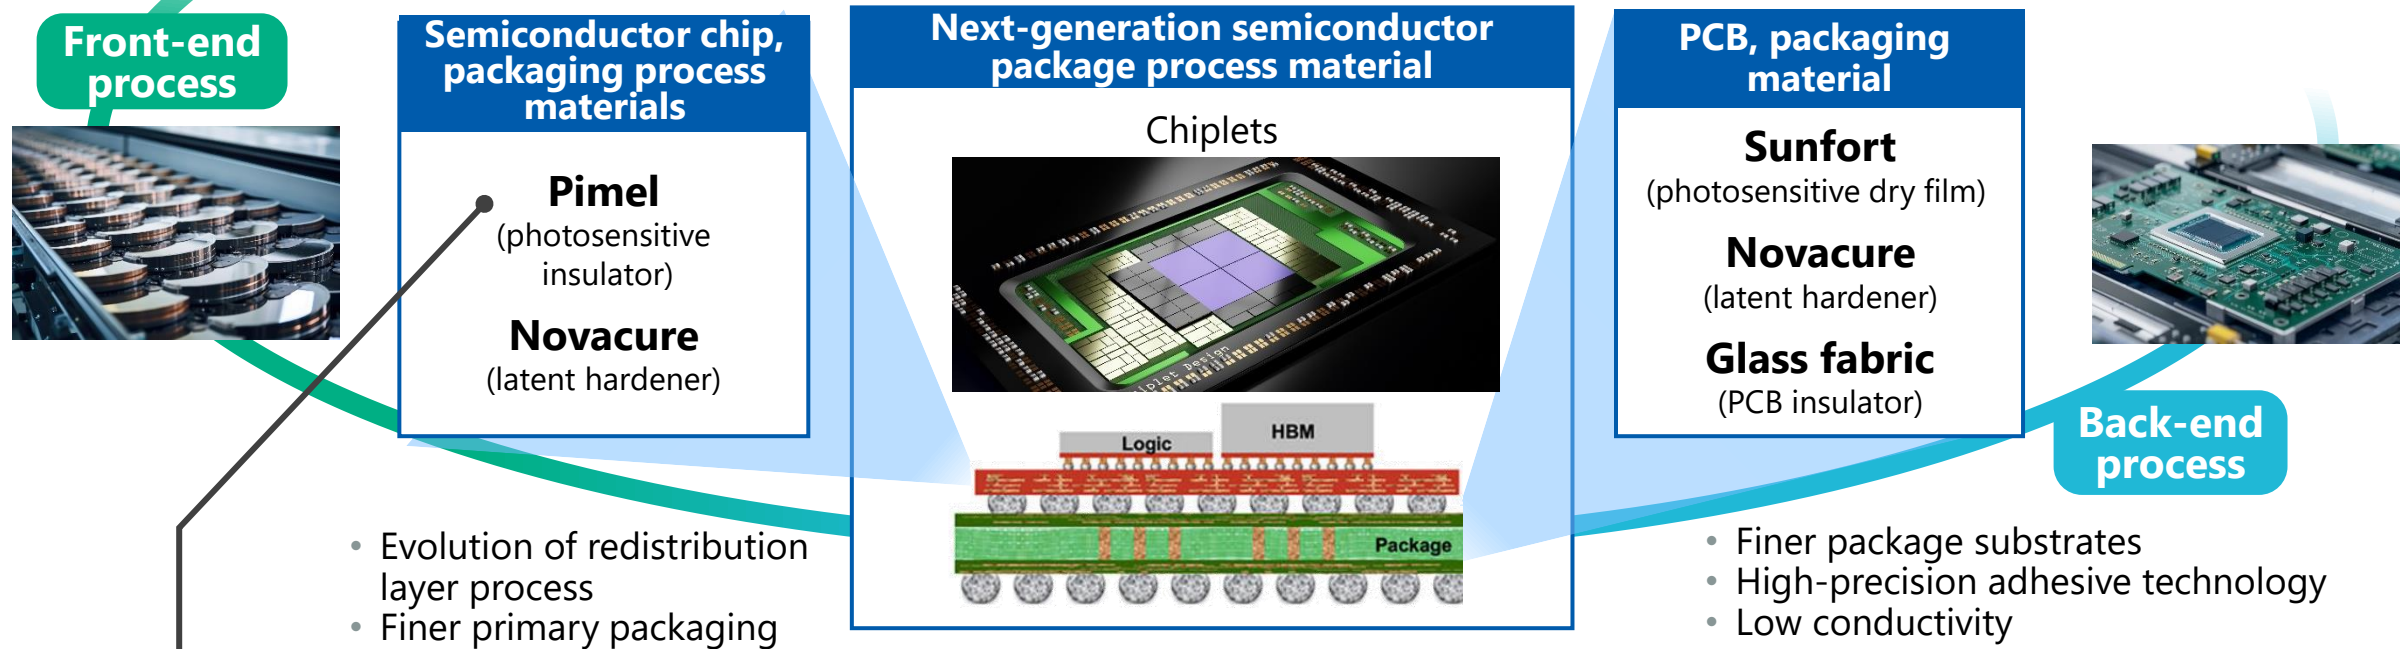 Front-end
process
Semiconductor chip,
packaging process
materials
Pimel
(photosensitive
insulator)
Novacure
(latent hardener)
• Evolution of redistribution
layer process
• Finer primary packaging
Next-generation semiconductor
package process material
Chiplets
iplet Design
Logic
HBM
Package
PCB, packaging
material
Sunfort
(photosensitive dry film)
Novacure
(latent hardener)
Glass fabric
(PCB insulator)
Back-end
process
• Finer package substrates
• High-precision adhesive technology
• Low conductivity